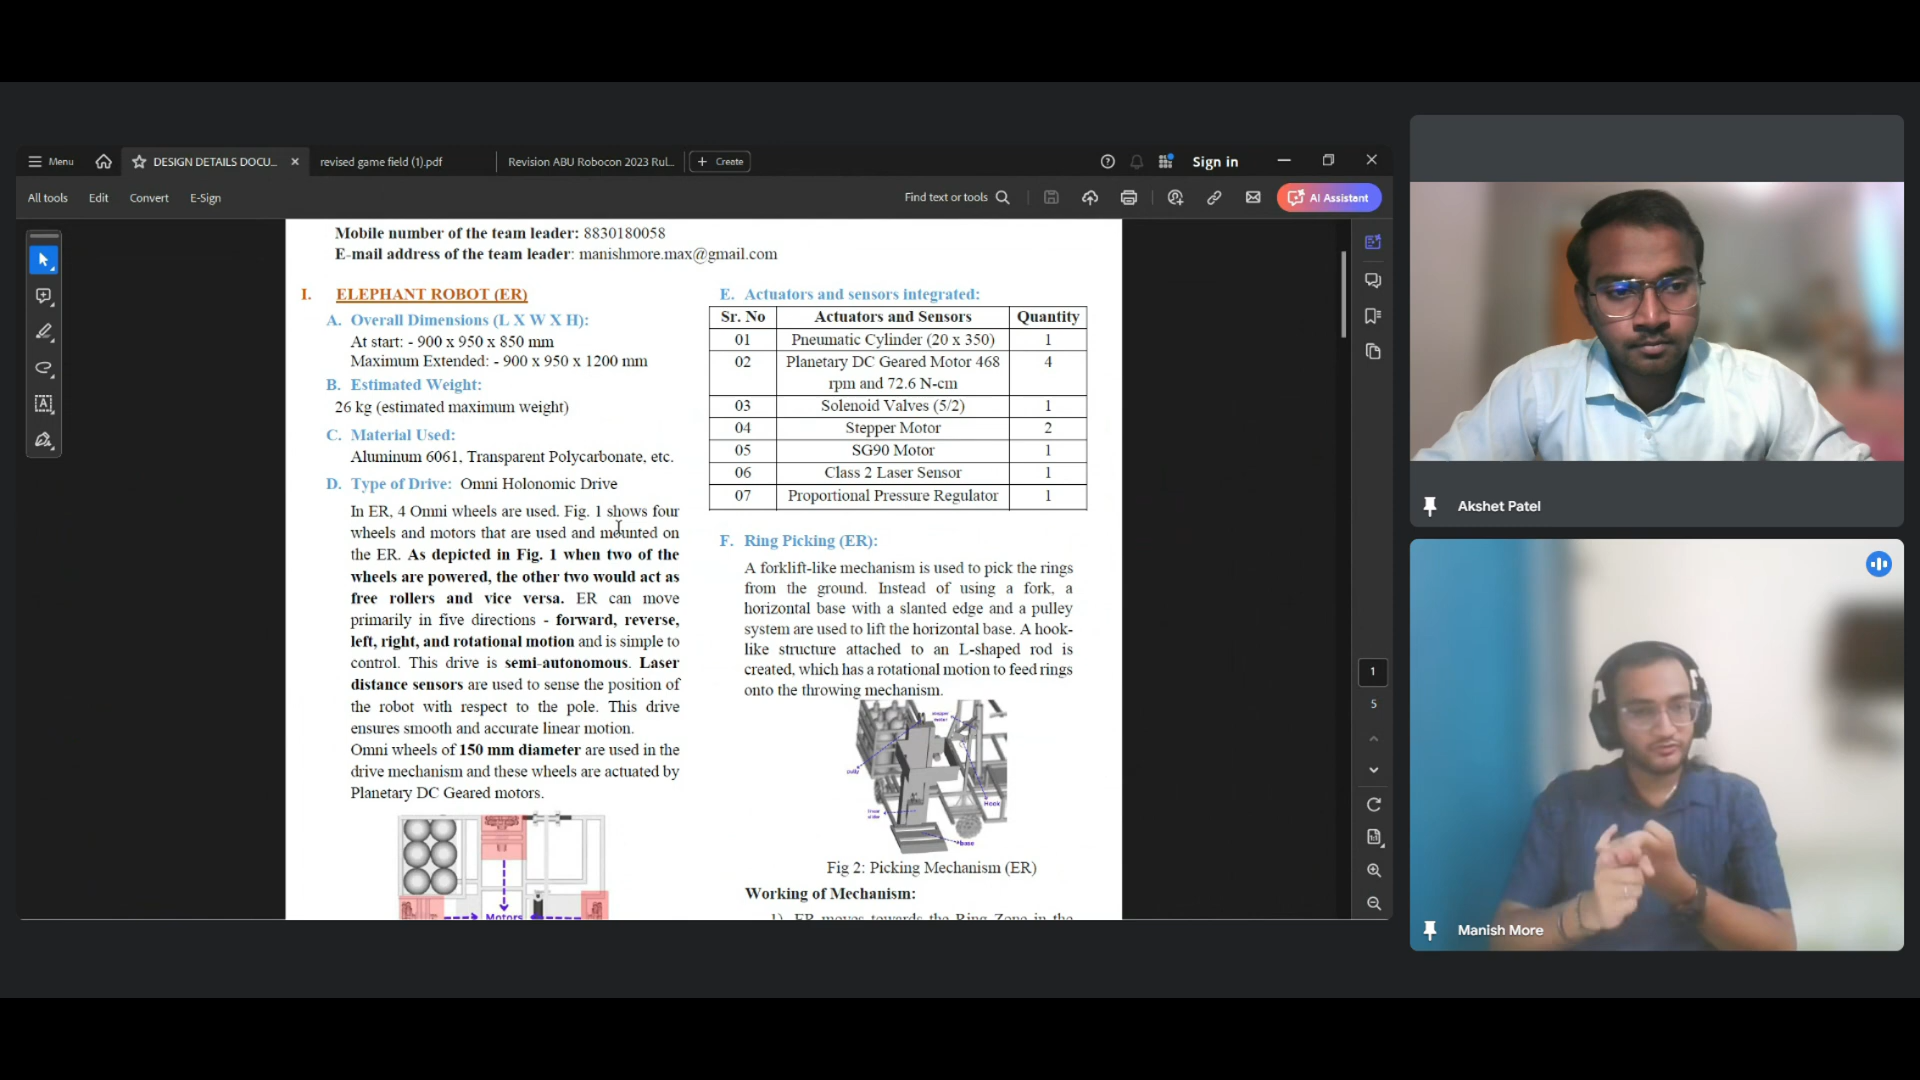 Menu
DESIGN DETAILS DOCU...
revised game field (1).pdf
Revision ABU Robocon 2023 Rul...
+ Create
Sign in
All tools
Edit
Convert
E-Sign
Find text or tools
AI Assistant
Mobile number of the team leader: 8830180058
E-mail address of the team leader: manishmore.max@gmail.com
I. ELEPHANT ROBOT (ER)
A. Overall Dimensions (L X W X H):
At start: - 900 x 950 x 850 mm
Maximum Extended: - 900 x 950 x 1200 mm
B. Estimated Weight:
26 kg (estimated maximum weight)
C. Material Used:
Aluminum 6061, Transparent Polycarbonate, etc.
D. Type of Drive: Omni Holonomic Drive
In ER, 4 Omni wheels are used. Fig. 1 shows four
wheels and motors that are used and mounted on
the ER. As depicted in Fig. 1 when two of the
wheels are powered, the other two would act as
free rollers and vice versa. ER can move
primarily in five directions - forward, reverse,
left, right, and rotational motion and is simple to
control. This drive is semi-autonomous. Laser
distance sensors are used to sense the position of
the robot with respect to the pole. This drive
ensures smooth and accurate linear motion.
Omni wheels of 150 mm diameter are used in the
drive mechanism and these wheels are actuated by
Planetary DC Geared motors.
Motors
E. Actuators and sensors integrated:
Sr. No Actuators and Sensors Quantity
01 Pneumatic Cylinder (20 x 350) 1
02 Planetary DC Geared Motor 468 4
rpm and 72.6 N-cm
03 Solenoid Valves (5/2) 1
04 Stepper Motor 2
05 SG90 Motor 1
06 Class 2 Laser Sensor 1
07 Proportional Pressure Regulator 1
F. Ring Picking (ER):
A forklift-like mechanism is used to pick the rings
from the ground. Instead of using a fork, a
horizontal base with a slanted edge and a pulley
system are used to lift the horizontal base. A hook-
like structure attached to an L-shaped rod is
created, which has a rotational motion to feed rings
onto the throwing mechanism.
pully
Hook
base
Fig 2: Picking Mechanism (ER)
Working of Mechanism:
1) ER moves towards the Ring Zone in the
1
5
Akshet Patel
Manish More